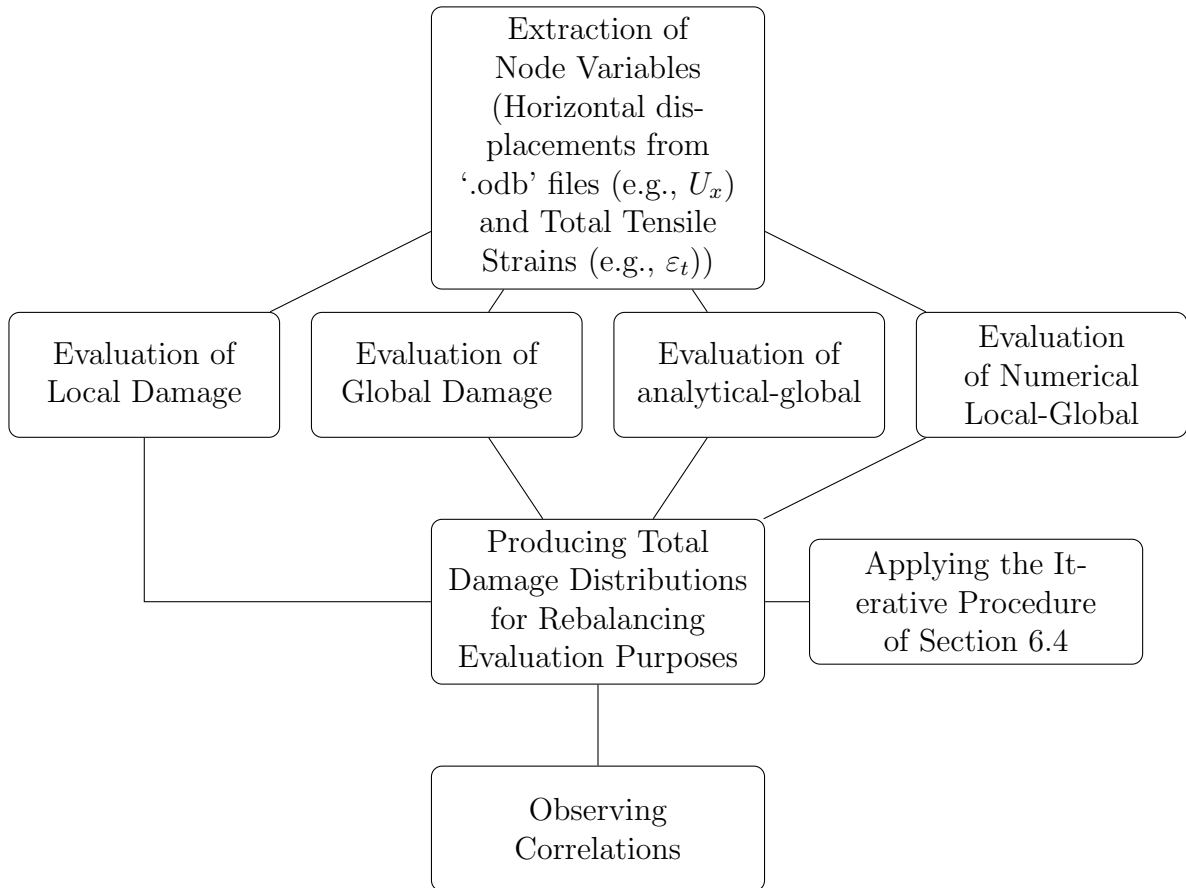 Extraction of
Node Variables
(Horizontal dis-
placements from
‘.odb’ files (e.g., Uₓ)
and Total Tensile
Strains (e.g., εₜ))
Evaluation of
Local Damage
Evaluation of
Global Damage
Evaluation of
analytical-global
Evaluation
of Numerical
Local-Global
Producing Total
Damage Distributions
for Rebalancing
Evaluation Purposes
Applying the It-
erative Procedure
of Section 6.4
Observing
Correlations